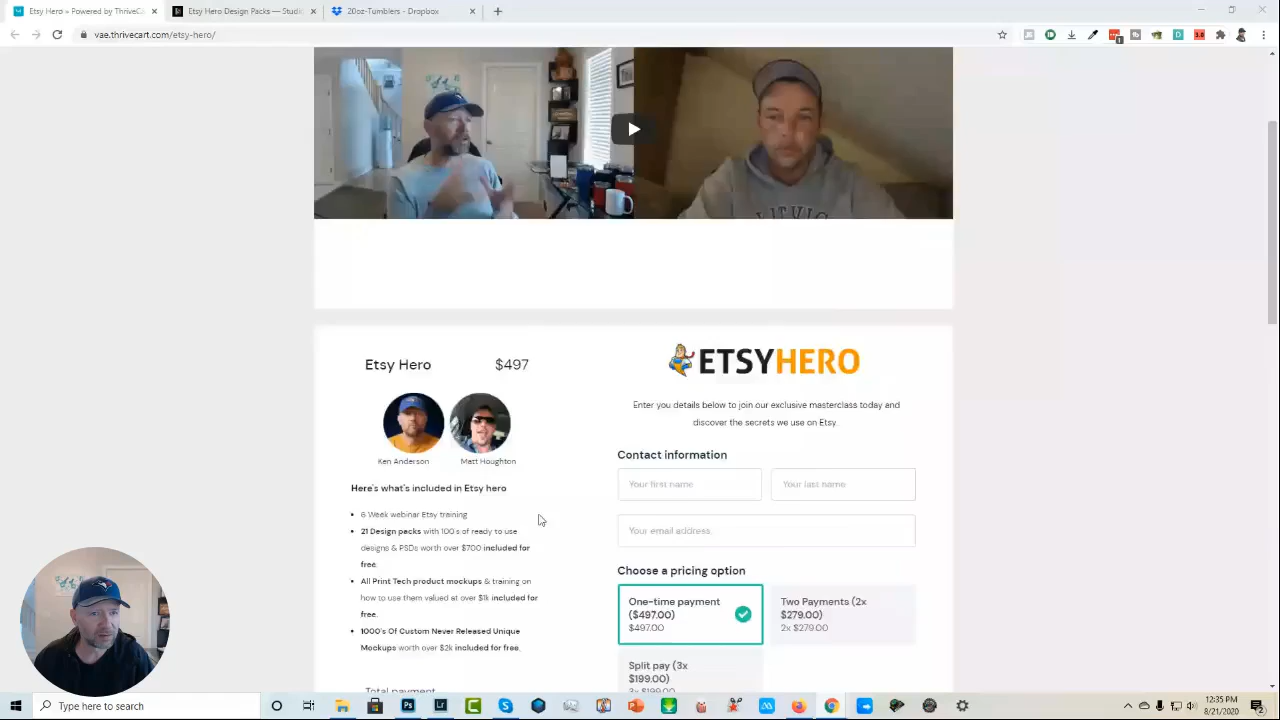 Etsy Hero » Powered by ThriveCa
Etsy Hero Design Packs — Studio
20oz-Tumblers - Dropbox
vae.thrivecart.com/etsy-hero/
Etsy Hero $497
Ken Anderson Matt Houghton
Here's what's included in Etsy hero
6 Week webinar Etsy training
21 Design packs with 100's of ready to use
designs & PSDs worth over $700 included for
free.
All Print Tech product mockups & training on
how to use them valued at over $1k included for
free.
1000's Of Custom Never Released Unique
Mockups worth over $2k included for free.
Total payment
ETSYHERO
Enter you details below to join our exclusive masterclass today and
discover the secrets we use on Etsy.
Contact information
Your first name Your last name
Your email address
Choose a pricing option
One-time payment
($497.00)
$497.00
Two Payments (2x
$279.00)
2x $279.00
Split pay (3x
$199.00)
3x $199.00
Type here to search
12:35 PM
8/21/2020